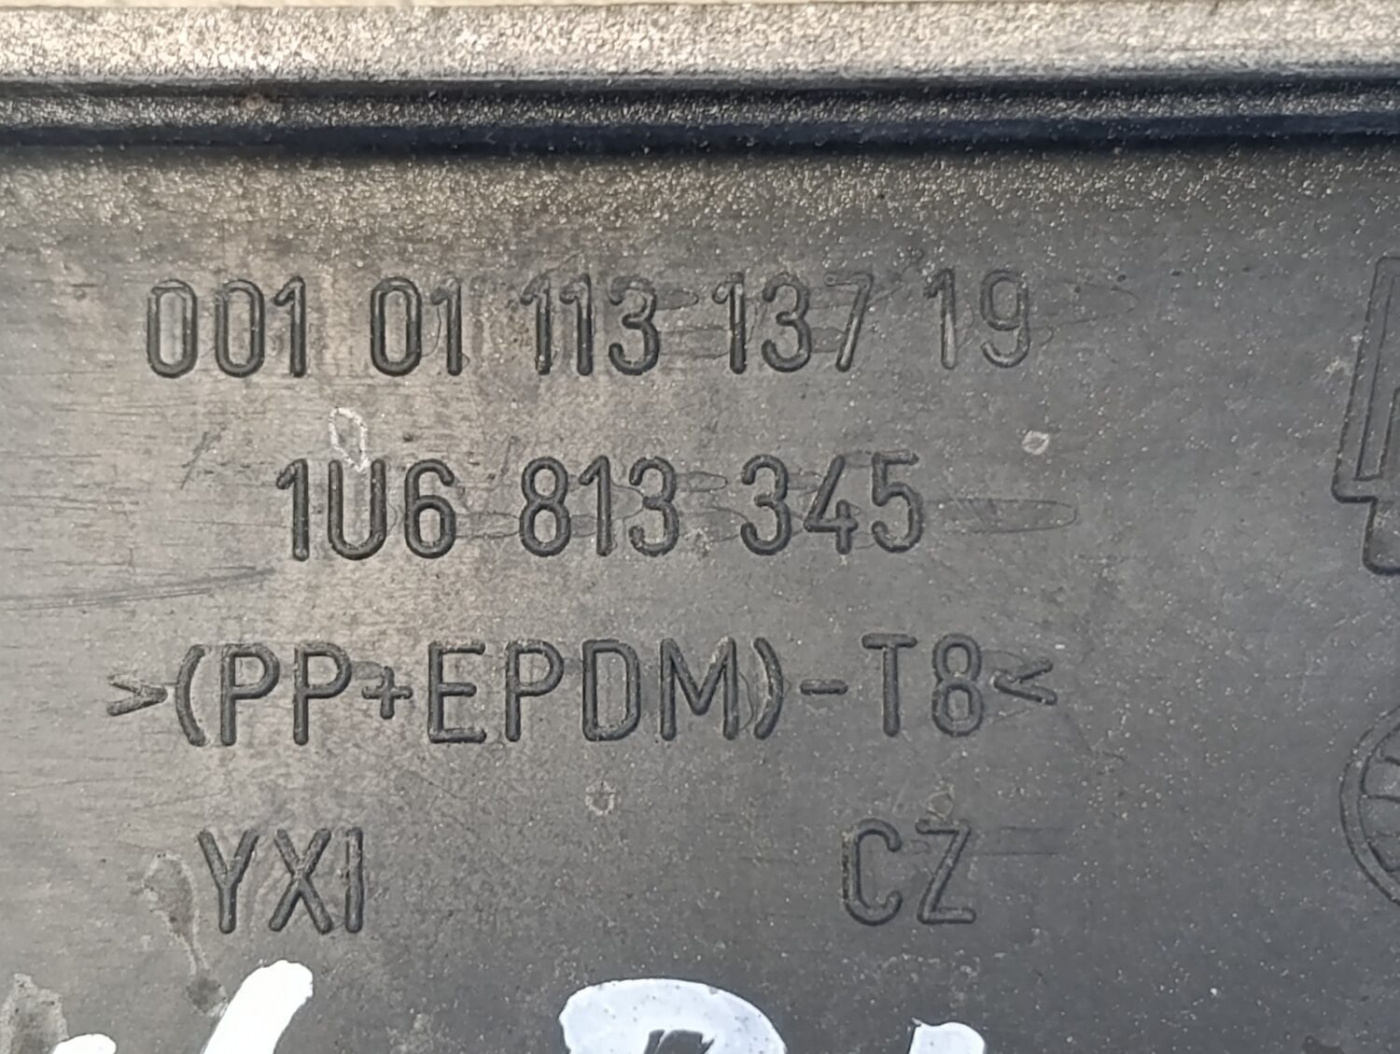 001 01 113 137 19
1U6 813 345
>(PP+EPDM)-T8<
YXI CZ